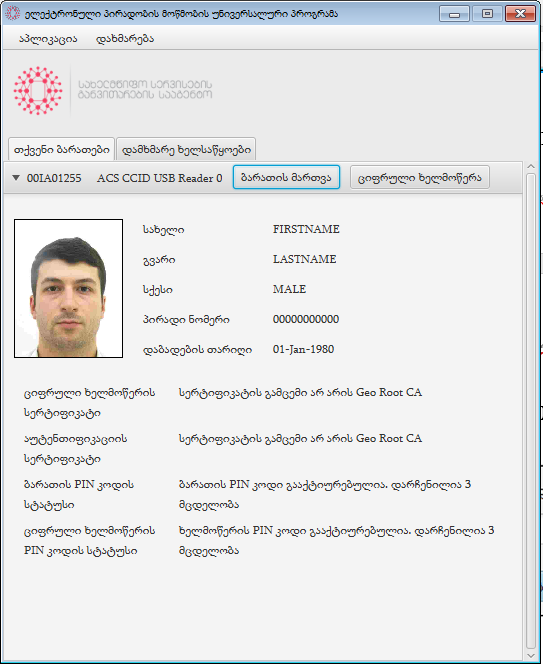 ელექტრონული პირადობის მოწმობის უნივერსალური პროგრამა
აპლიკაცია დახმარება
სახელმწიფო სერვისების
განვითარების სააგენტო
თქვენი ბარათები დამხმარე ხელსაწყოები
00IA01255 ACS CCID USB Reader 0 ბარათის მართვა ციფრული ხელმოწერა
სახელი FIRSTNAME
გვარი LASTNAME
სქესი MALE
პირადი ნომერი 00000000000
დაბადების თარიღი 01-Jan-1980
ციფრული ხელმოწერის სერტიფიკატის გამცემი არ არის Geo Root CA
სერტიფიკატი
აუტენთიფიკაციის სერტიფიკატის გამცემი არ არის Geo Root CA
სერტიფიკატი
ბარათის PIN კოდის ბარათის PIN კოდი გააქტიურებულია. დარჩენილია 3
სტატუსი მცდელობა
ციფრული ხელმოწერის ხელმოწერის PIN კოდი გააქტიურებულია. დარჩენილია 3
PIN კოდის სტატუსი მცდელობა